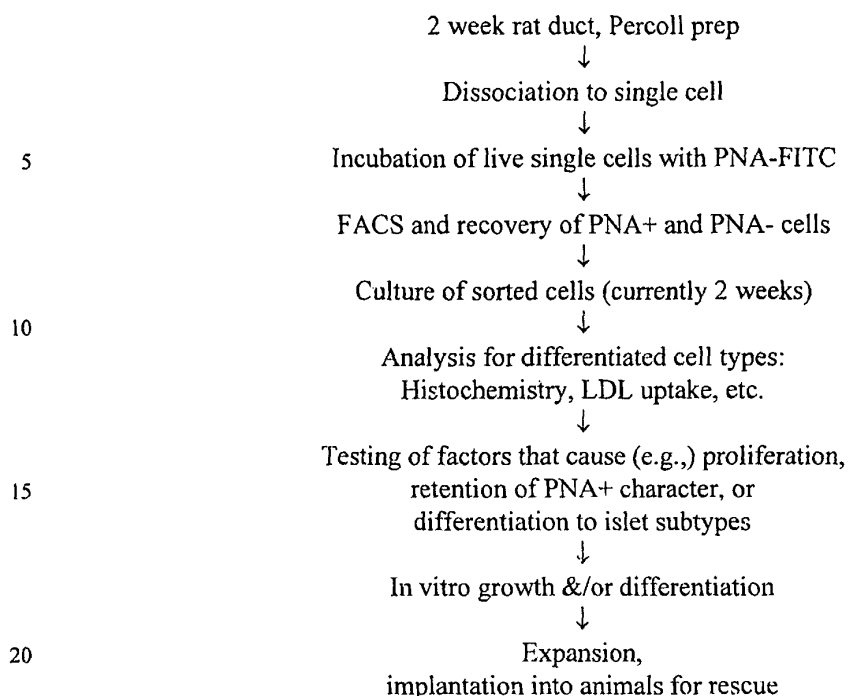 2 week rat duct, Percoll prep
↓
Dissociation to single cell
↓
5 Incubation of live single cells with PNA-FITC
↓
FACS and recovery of PNA+ and PNA- cells
↓
Culture of sorted cells (currently 2 weeks)
10 ↓
Analysis for differentiated cell types:
Histochemistry, LDL uptake, etc.
↓
Testing of factors that cause (e.g.,) proliferation,
15 retention of PNA+ character, or
differentiation to islet subtypes
↓
In vitro growth &/or differentiation
↓
20 Expansion,
implantation into animals for rescue